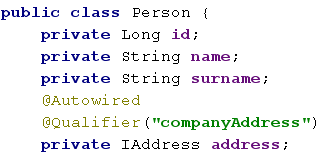 public class Person {
    private Long id;
    private String name;
    private String surname;
    @Autowired
    @Qualifier("companyAddress")
    private IAddress address;